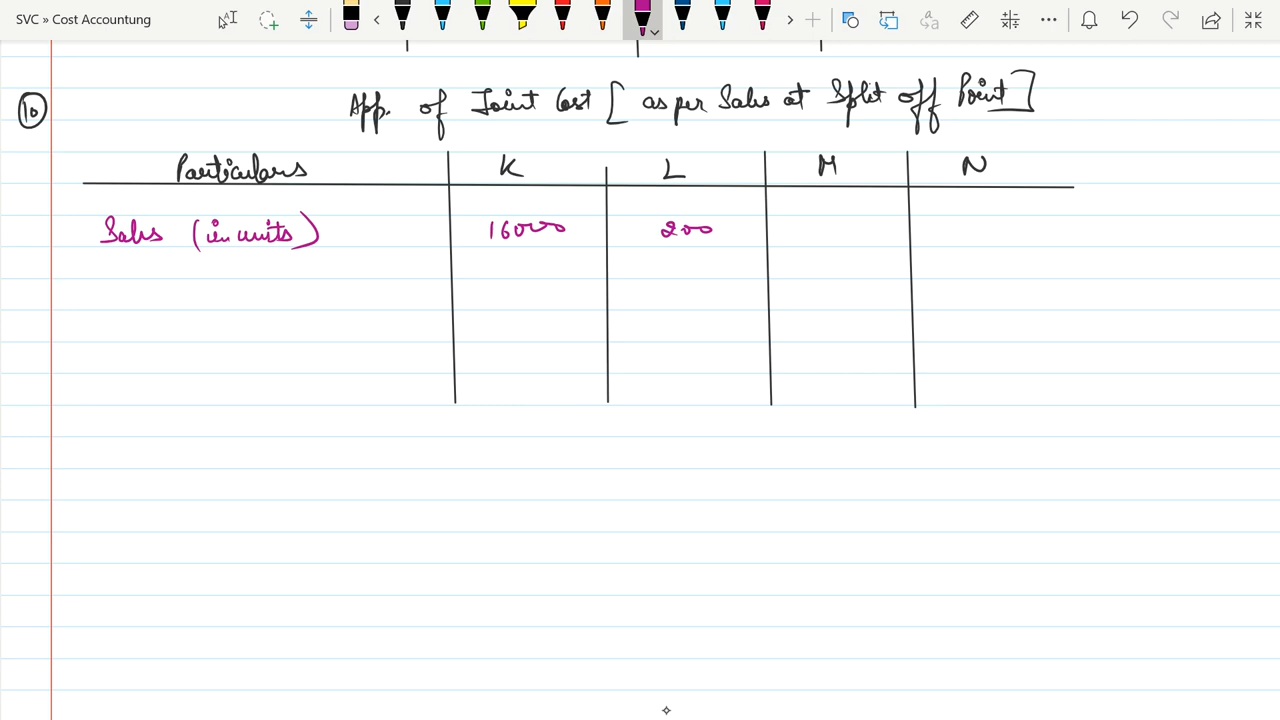 SVC » Cost Accountung
10 App. of Joint Cost [ as per Sales at Split off Point ]
Particulars K L M N
Sales (in units) 16000 200